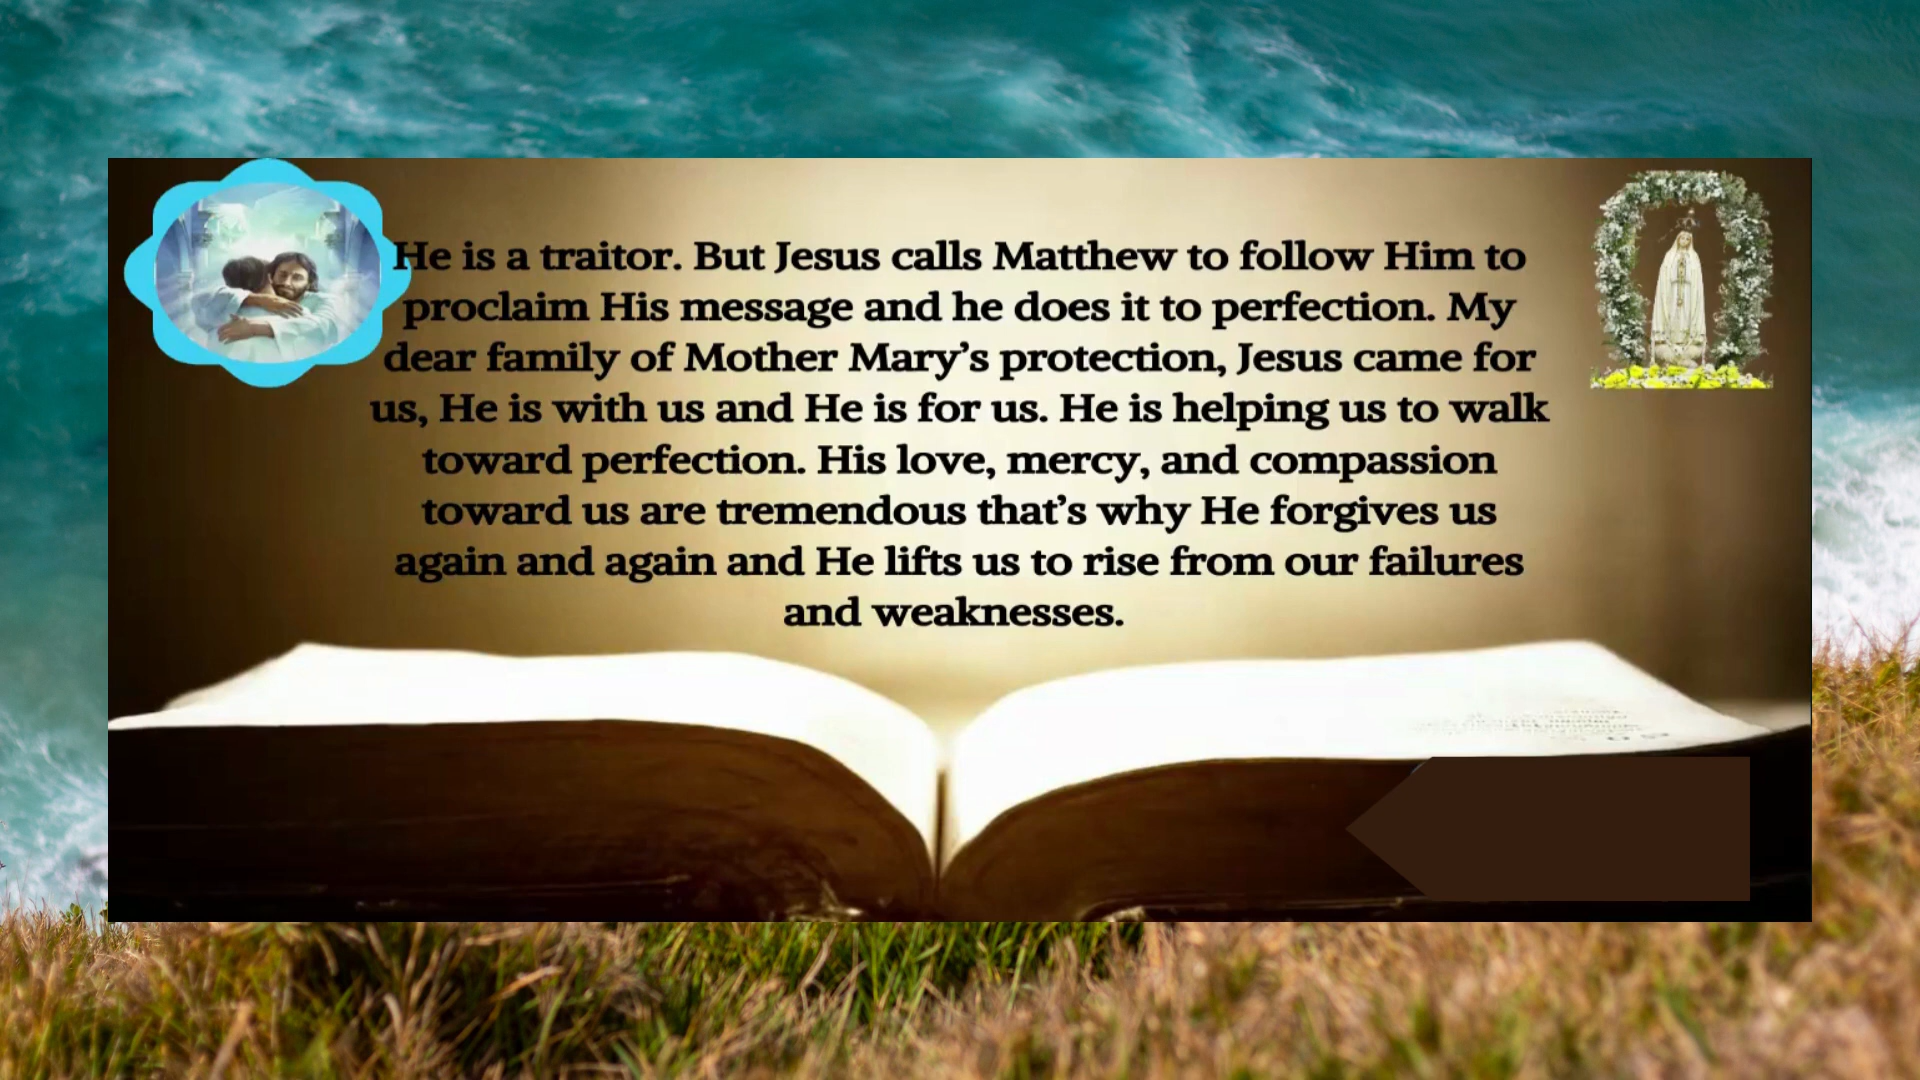 He is a traitor. But Jesus calls Matthew to follow Him to
proclaim His message and he does it to perfection. My
dear family of Mother Mary’s protection, Jesus came for
us, He is with us and He is for us. He is helping us to walk
toward perfection. His love, mercy, and compassion
toward us are tremendous that’s why He forgives us
again and again and He lifts us to rise from our failures
and weaknesses.